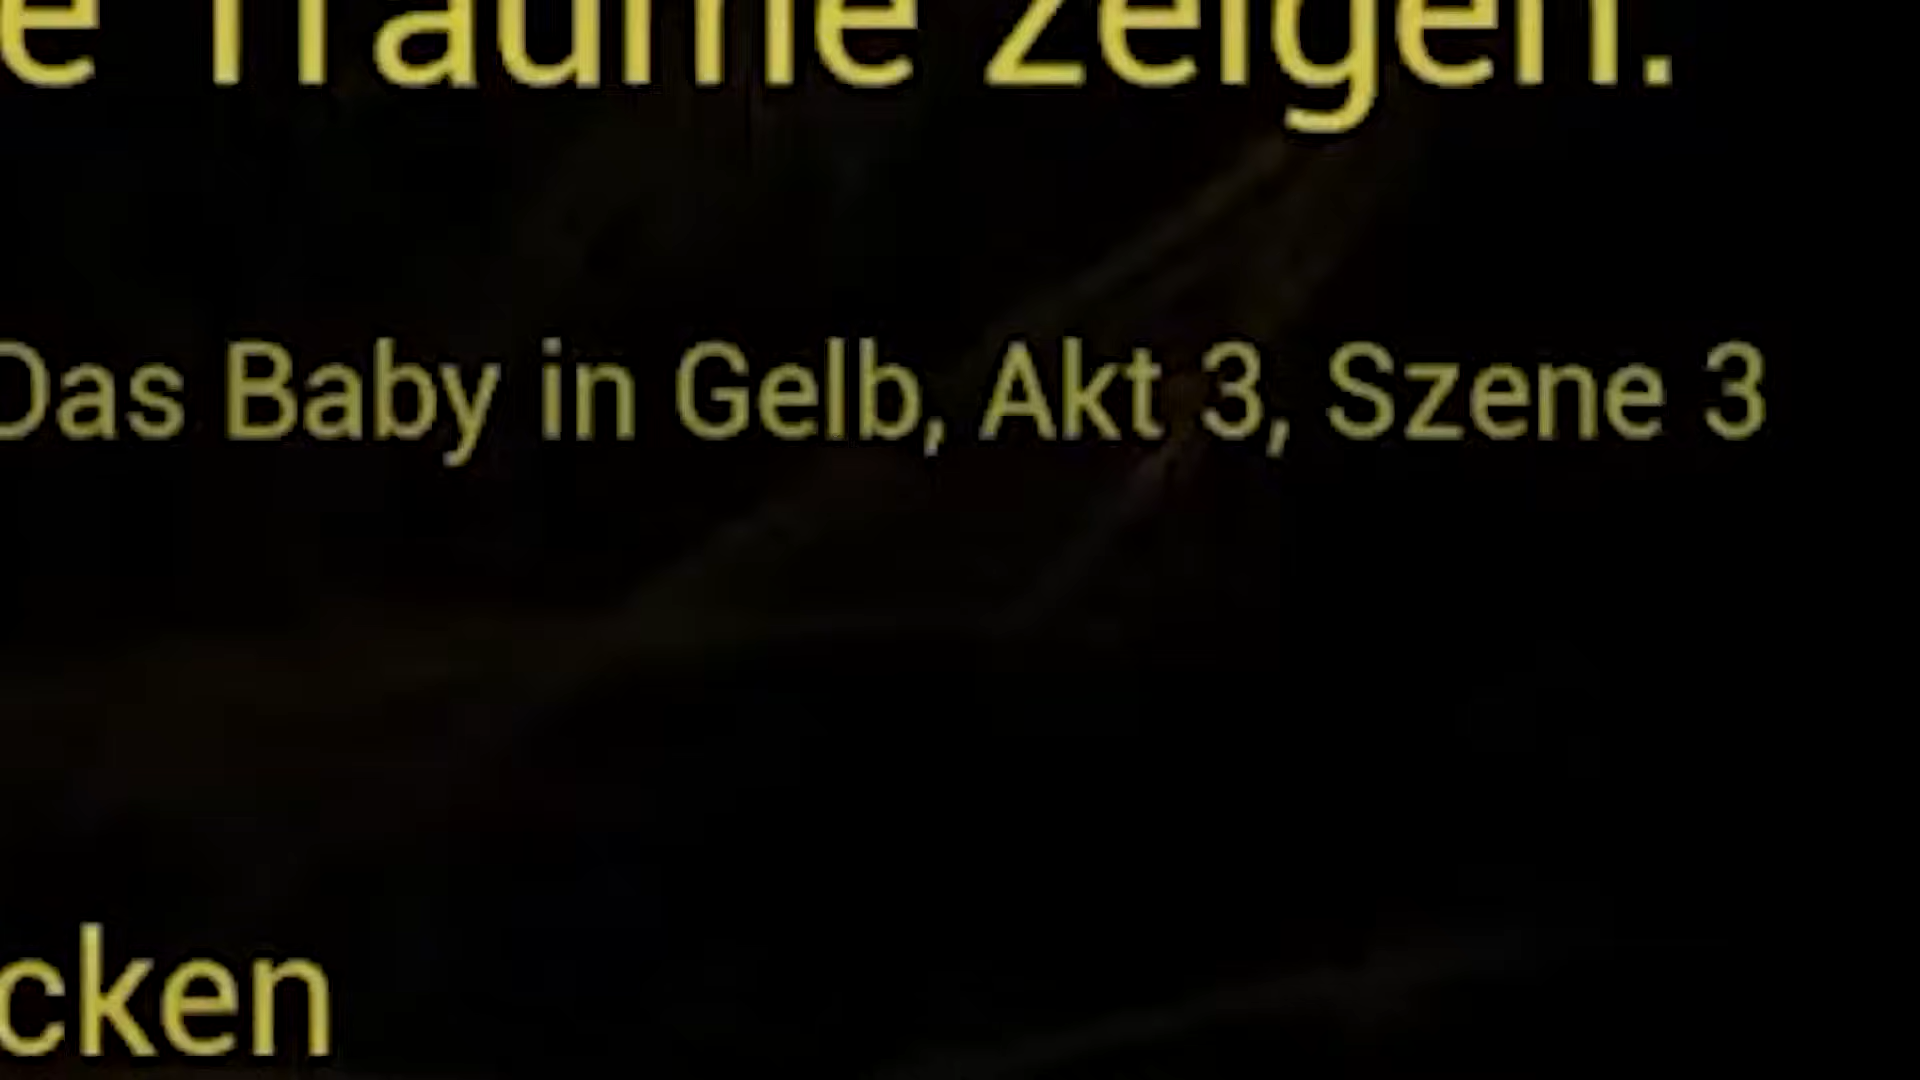 e Träume zeigen.
Das Baby in Gelb, Akt 3, Szene 3
cken